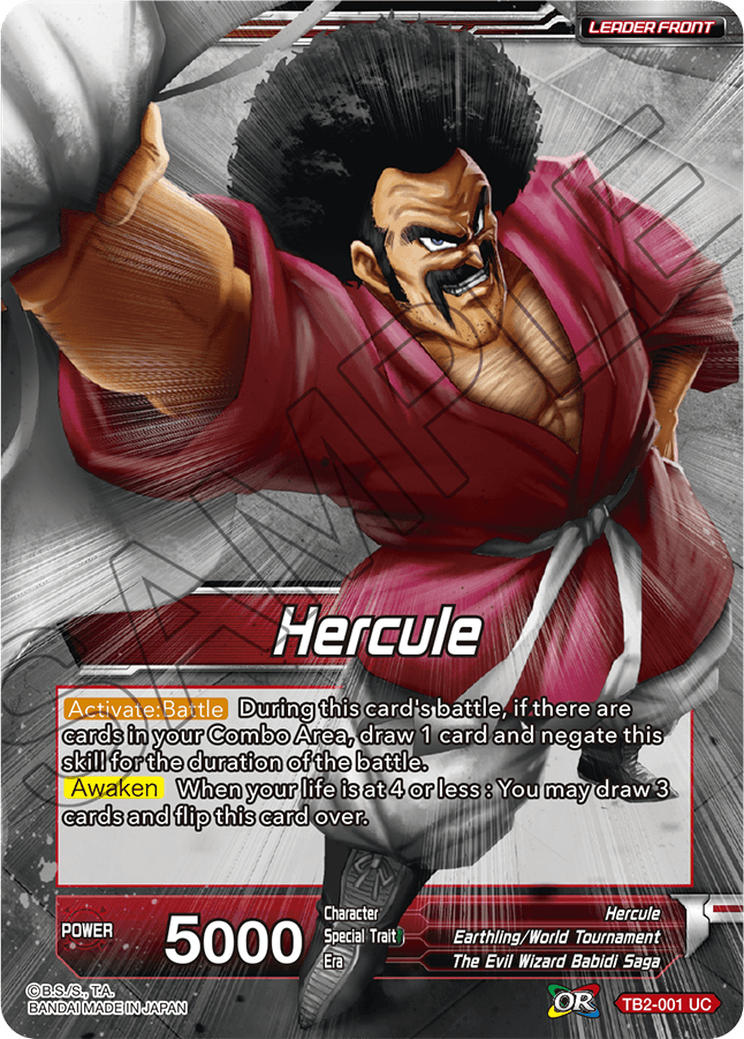 LEADER FRONT
SAMPLE
Hercule
Activate:Battle During this card's battle, if there are
cards in your Combo Area, draw 1 card and negate this
skill for the duration of the battle.
Awaken When your life is at 4 or less : You may draw 3
cards and flip this card over.
POWER 5000
Character Hercule
Special Trait Earthling/World Tournament
Era The Evil Wizard Babidi Saga
©B.S./S., T.A.
BANDAI MADE IN JAPAN
OR TB2-001 UC